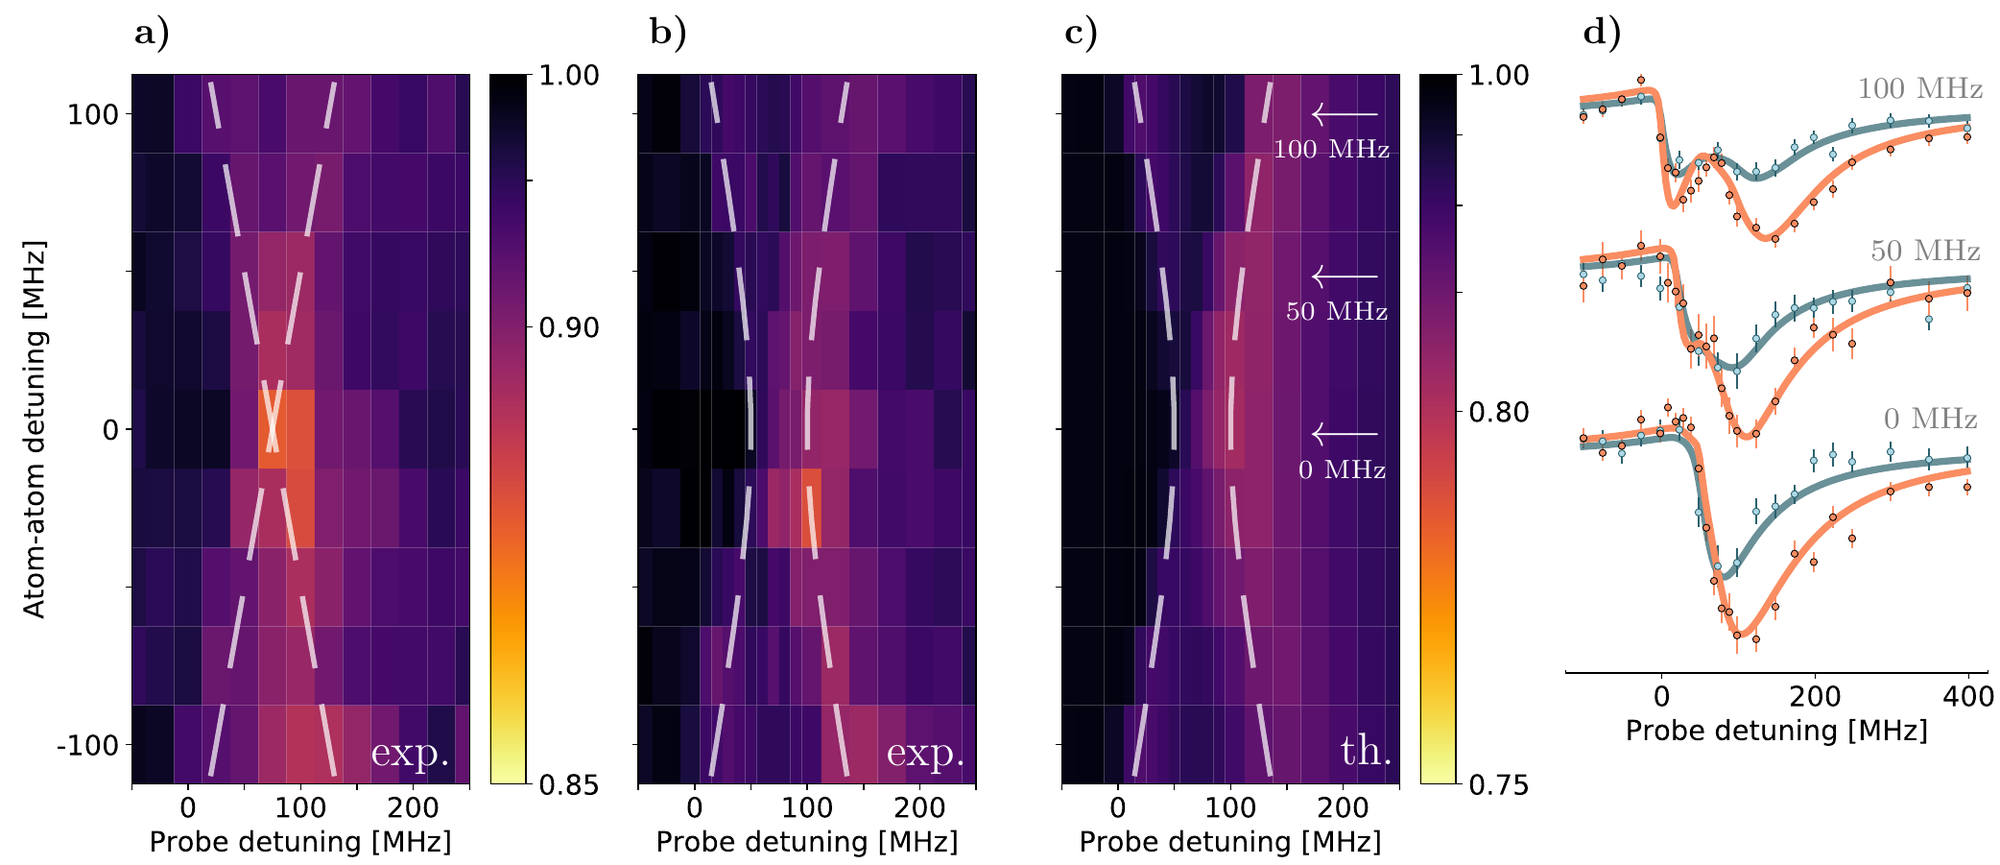 a)
b)
c)
d)
Atom-atom detuning [MHz]
100
0
-100
exp.
0 100 200
Probe detuning [MHz]
1.00
0.90
0.85
exp.
0 100 200
Probe detuning [MHz]
100 MHz
50 MHz
0 MHz
th.
0 100 200
Probe detuning [MHz]
1.00
0.80
0.75
100 MHz
50 MHz
0 MHz
0 200 400
Probe detuning [MHz]